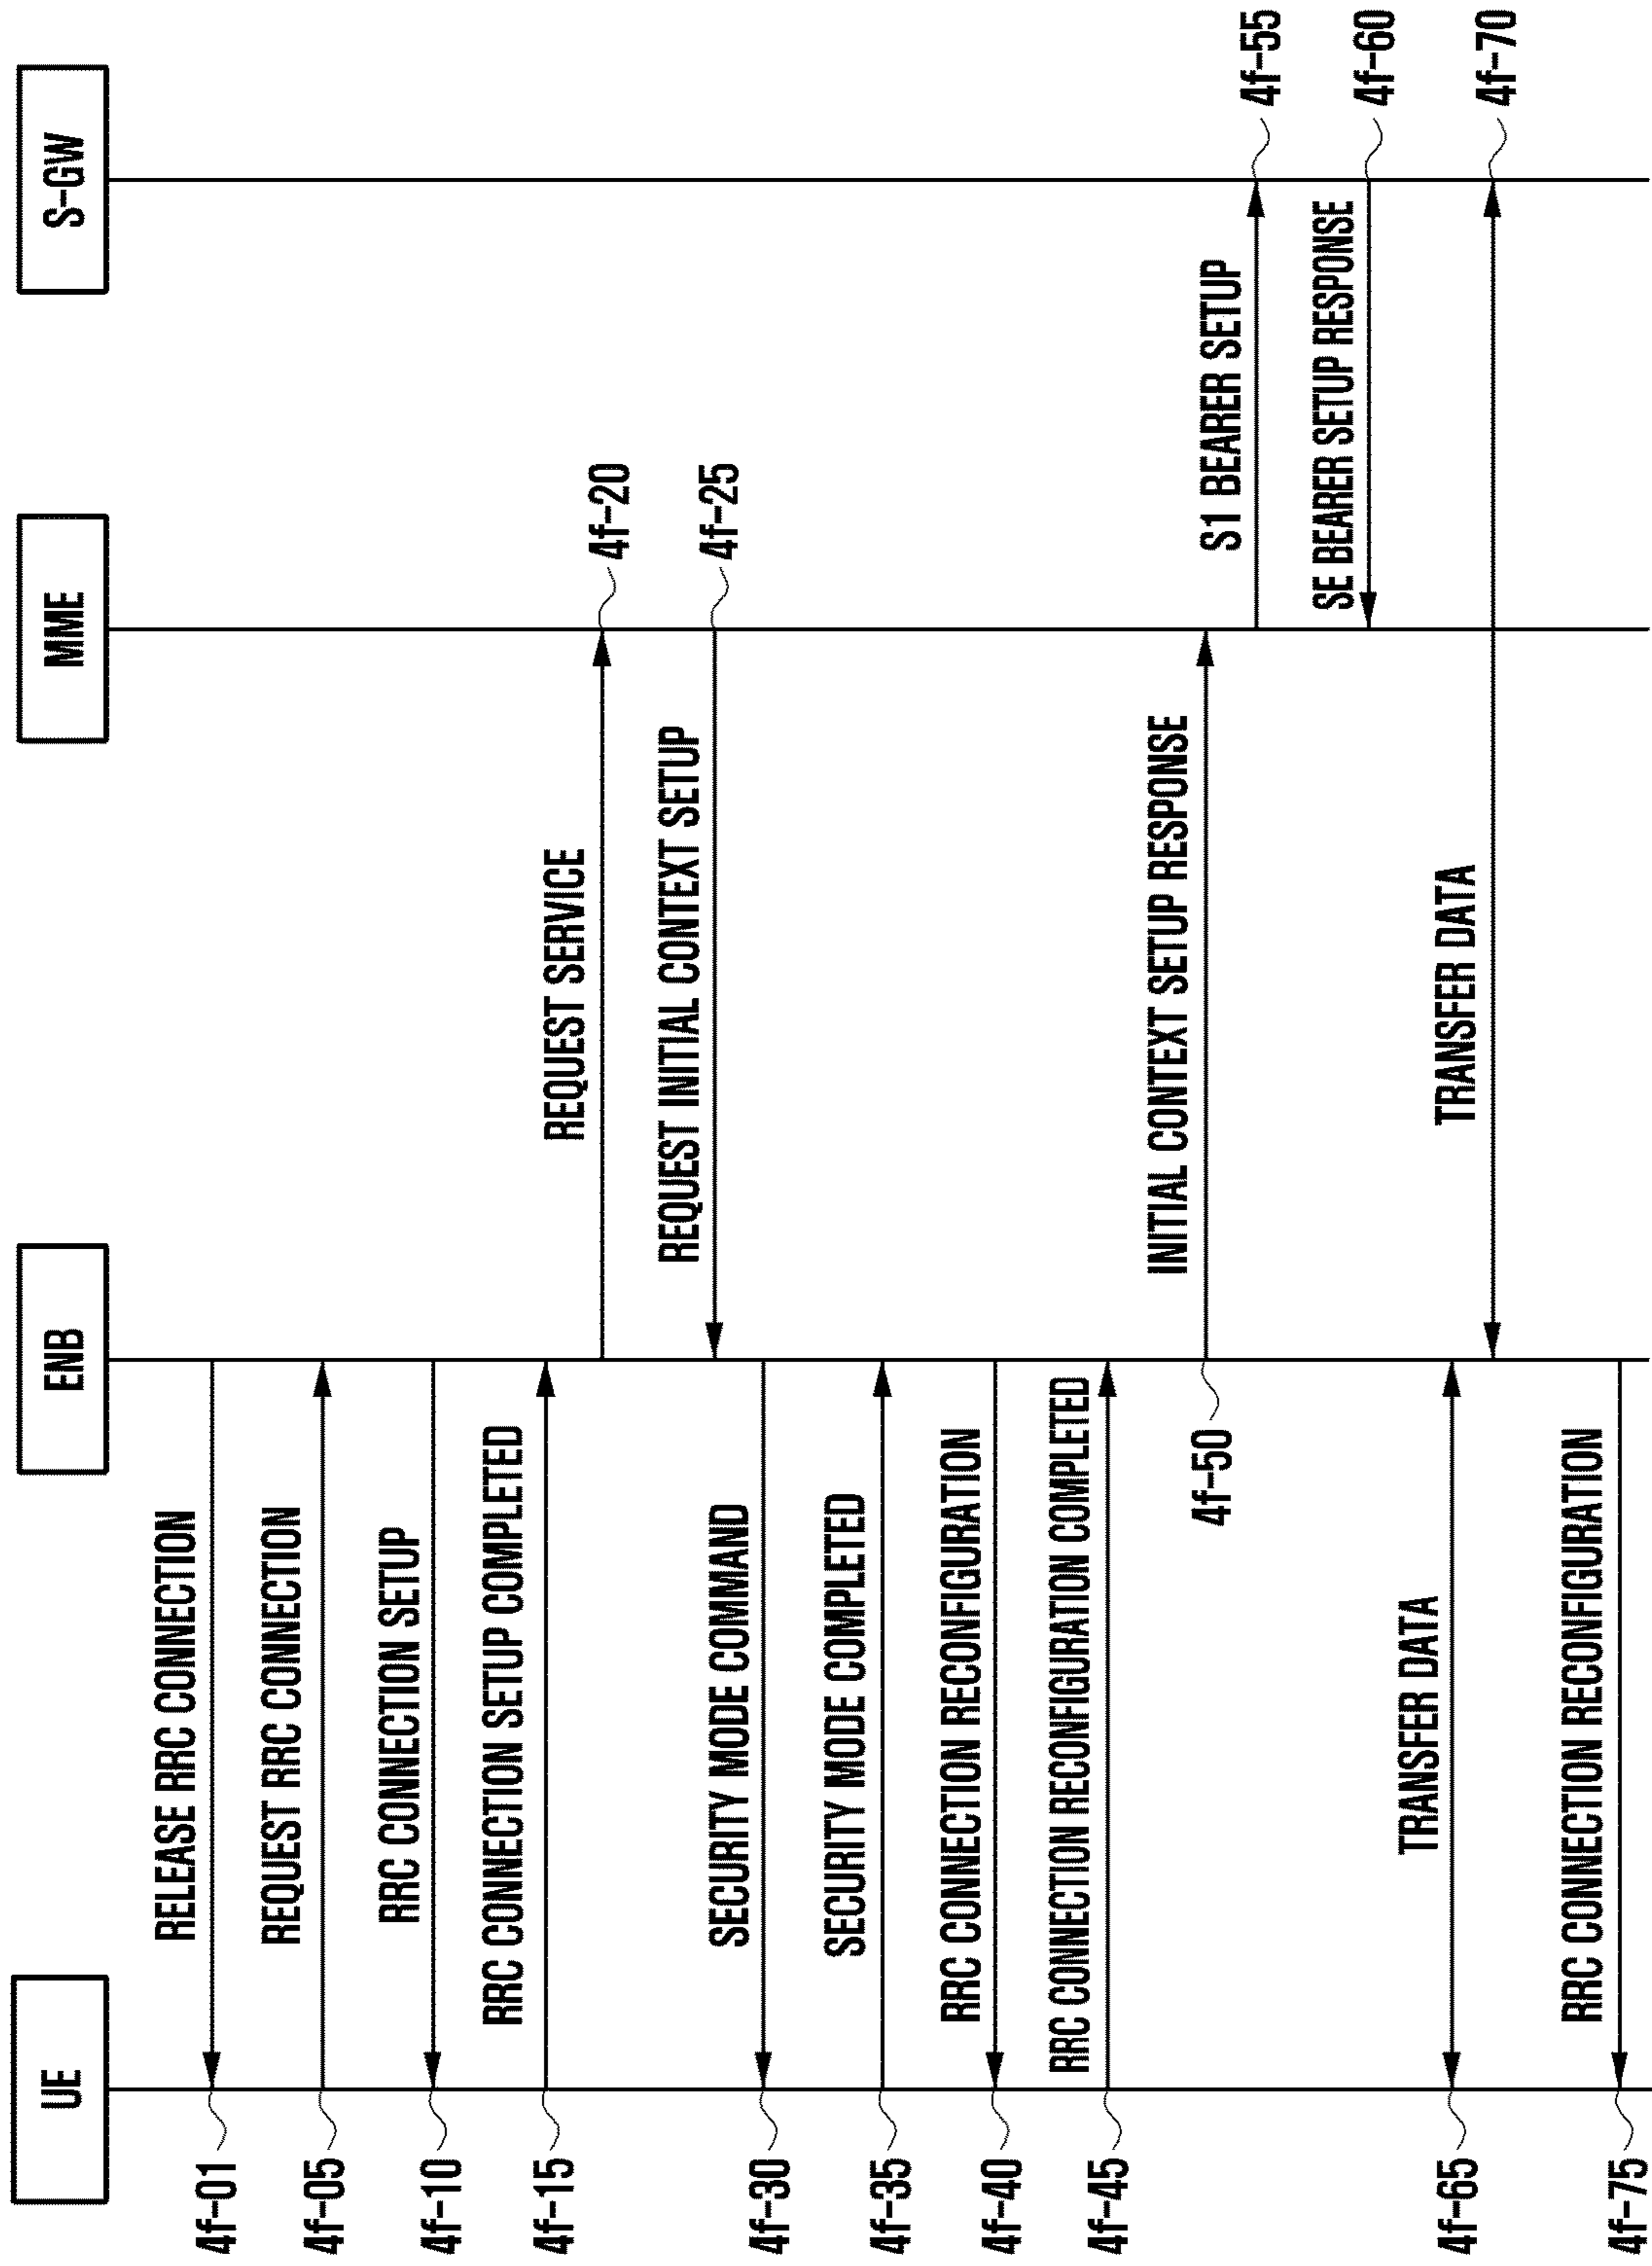 UE
ENB
MME
S-GW
4f-01
RELEASE RRC CONNECTION
4f-05
REQUEST RRC CONNECTION
4f-10
RRC CONNECTION SETUP
4f-15
RRC CONNECTION SETUP COMPLETED
REQUEST SERVICE
4f-20
REQUEST INITIAL CONTEXT SETUP
4f-25
4f-30
SECURITY MODE COMMAND
4f-35
SECURITY MODE COMPLETED
4f-40
RRC CONNECTION RECONFIGURATION
4f-45
RRC CONNECTION RECONFIGURATION COMPLETED
4f-50
INITIAL CONTEXT SETUP RESPONSE
S1 BEARER SETUP
4f-55
SE BEARER SETUP RESPONSE
4f-60
4f-65
TRANSFER DATA
TRANSFER DATA
4f-70
4f-75
RRC CONNECTION RECONFIGURATION